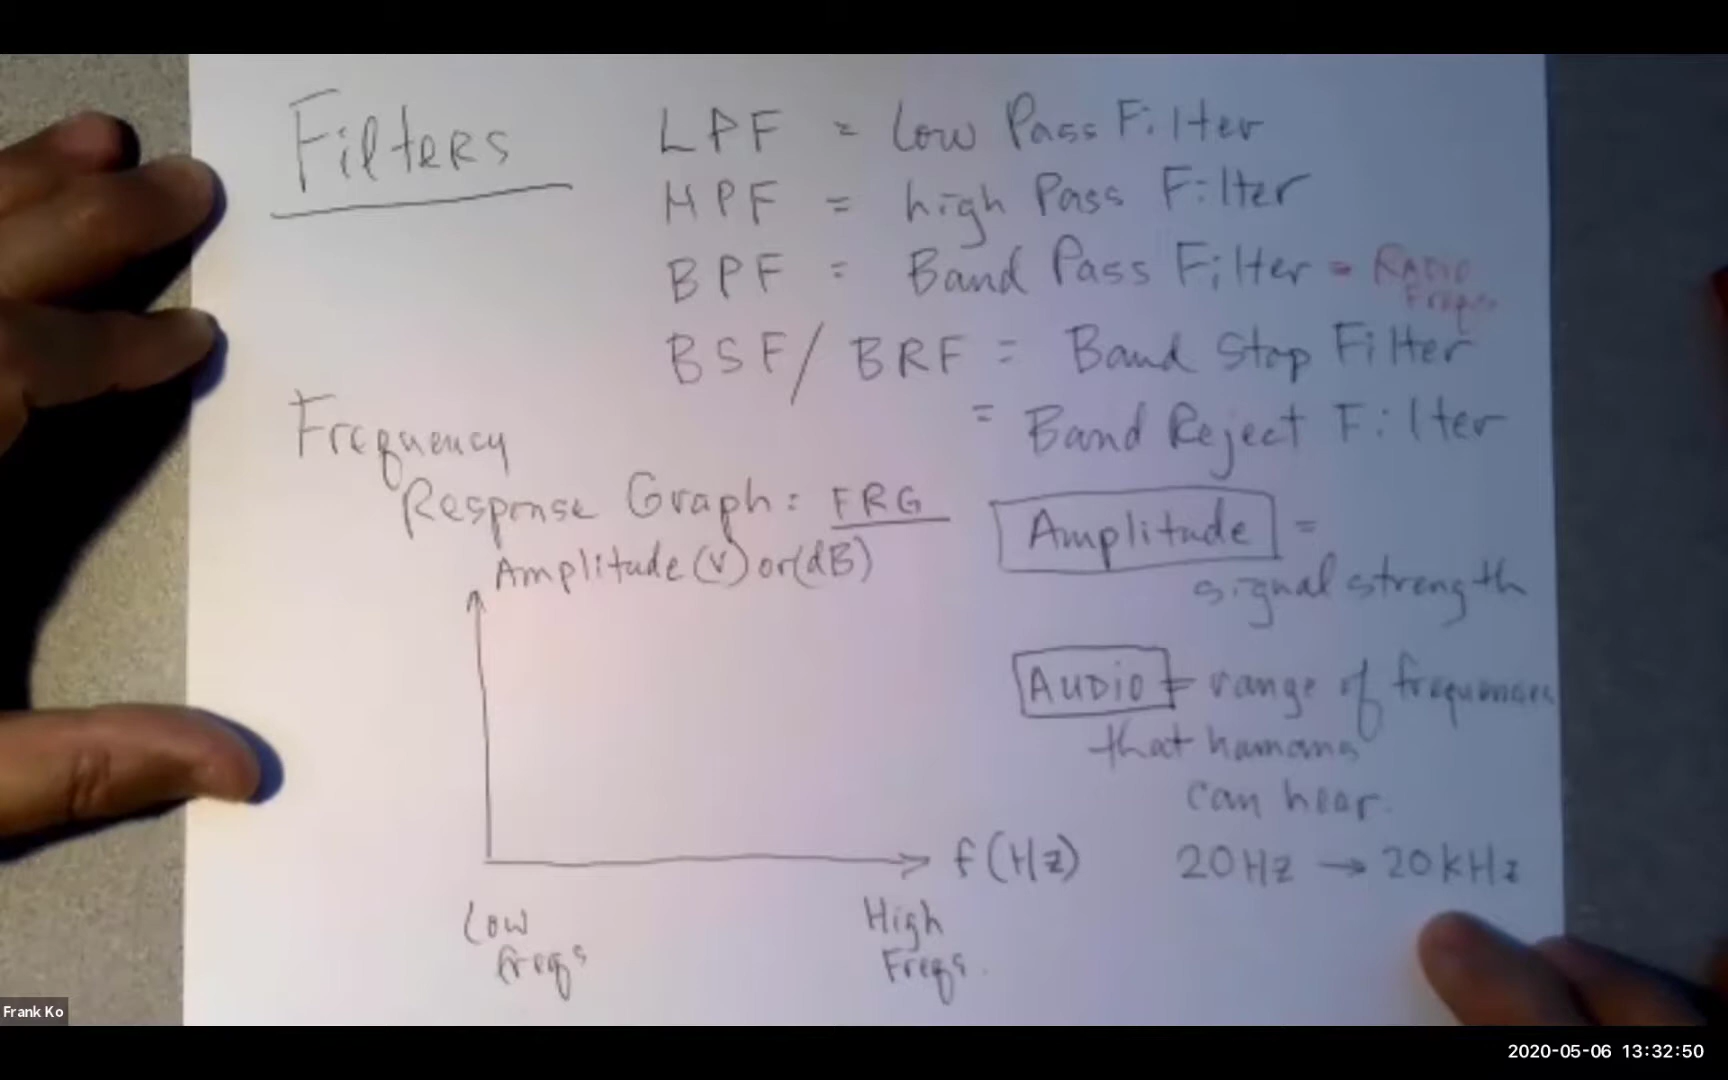 Filters
LPF = Low Pass Filter
HPF = high Pass Filter
BPF = Band Pass Filter = Radio
Freqs
BSF/BRF = Band Stop Filter
= Band Reject Filter
Frequency
Response Graph: FRG
Amplitude (V) or (dB)
f (Hz)
Low
freqs
High
Freqs.
Amplitude =
signal strength
Audio = range of frequencies
that humans
can hear.
20Hz → 20kHz
Frank Ko
2020-05-06 13:32:50